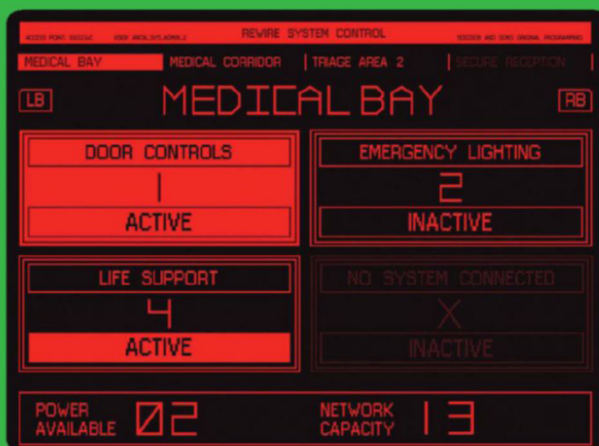 REWIRE SYSTEM CONTROL
MEDICAL BAY MEDICAL CORRIDOR TRIAGE AREA 2 SECURE RECEPTION
LB MEDICAL BAY RB
DOOR CONTROLS
1
ACTIVE
EMERGENCY LIGHTING
2
INACTIVE
LIFE SUPPORT
4
ACTIVE
NO SYSTEM CONNECTED
X
INACTIVE
POWER AVAILABLE 02
NETWORK CAPACITY 13